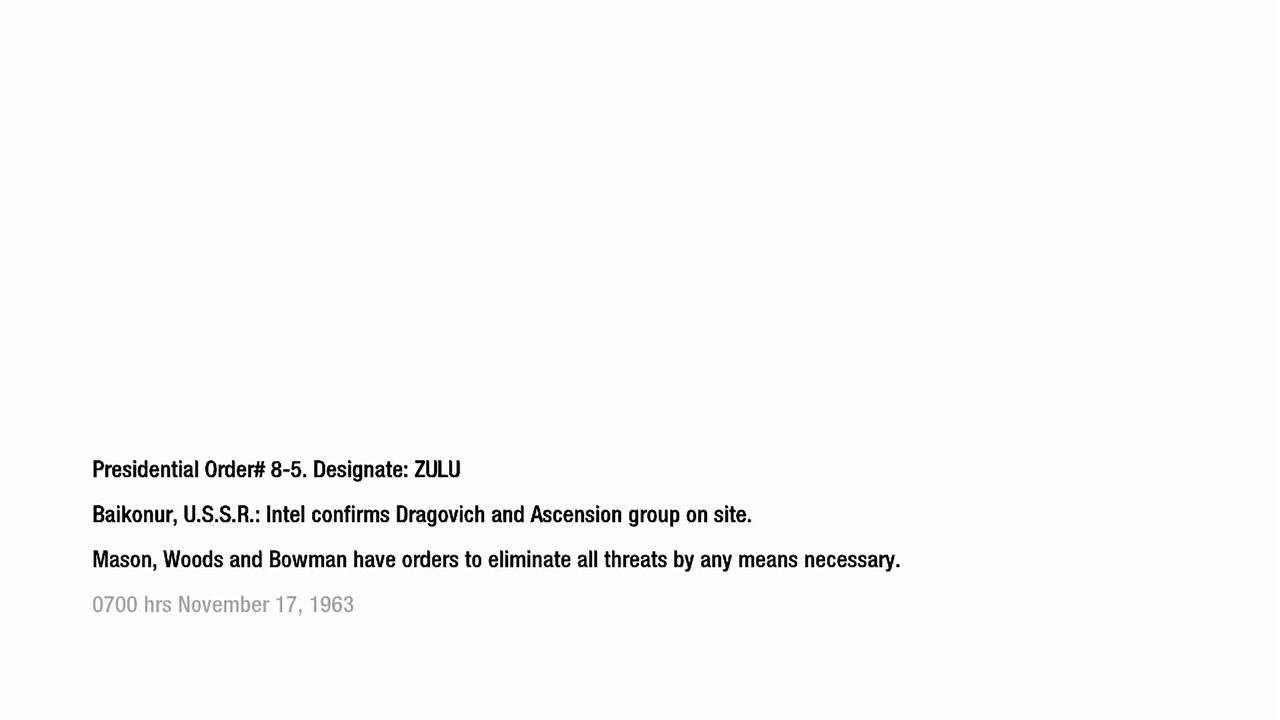 Presidential Order# 8-5. Designate: ZULU
Baikonur, U.S.S.R.: Intel confirms Dragovich and Ascension group on site.
Mason, Woods and Bowman have orders to eliminate all threats by any means necessary.
0700 hrs November 17, 1963